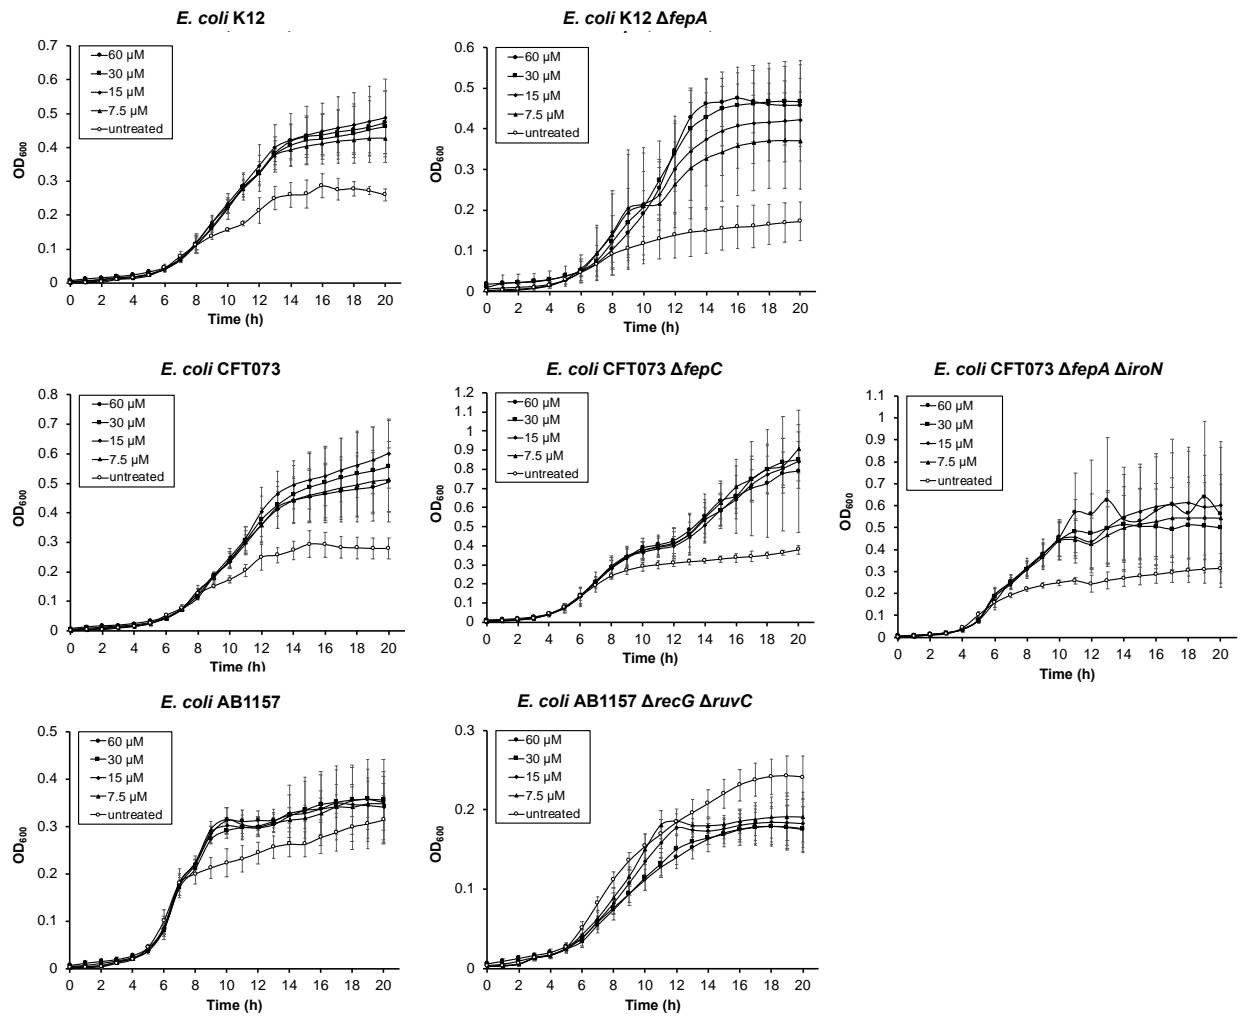 E. coli K12
0.7
0.6
0.5
0.4
0.3
0.2
0.1
0
OD600
60 µM
30 µM
15 µM
7.5 µM
untreated
0 2 4 6 8 10 12 14 16 18 20
Time (h)
E. coli K12 ΔfepA
0.6
0.5
0.4
0.3
0.2
0.1
0
OD600
60 µM
30 µM
15 µM
7.5 µM
untreated
0 2 4 6 8 10 12 14 16 18 20
Time (h)
E. coli CFT073
0.8
0.7
0.6
0.5
0.4
0.3
0.2
0.1
0
OD600
60 µM
30 µM
15 µM
7.5 µM
untreated
0 2 4 6 8 10 12 14 16 18 20
Time (h)
E. coli CFT073 ΔfepC
1.2
1.1
1
0.9
0.8
0.7
0.6
0.5
0.4
0.3
0.2
0.1
0
OD600
60 µM
30 µM
15 µM
7.5 µM
untreated
0 2 4 6 8 10 12 14 16 18 20
Time (h)
E. coli CFT073 ΔfepA ΔiroN
1.1
1
0.9
0.8
0.7
0.6
0.5
0.4
0.3
0.2
0.1
0
OD600
60 µM
30 µM
15 µM
7.5 µM
untreated
0 2 4 6 8 10 12 14 16 18 20
Time (h)
E. coli AB1157
0.5
0.4
0.3
0.2
0.1
0
OD600
60 µM
30 µM
15 µM
7.5 µM
untreated
0 2 4 6 8 10 12 14 16 18 20
Time (h)
E. coli AB1157 ΔrecG ΔruvC
0.3
0.2
0.1
0
OD600
60 µM
30 µM
15 µM
7.5 µM
untreated
0 2 4 6 8 10 12 14 16 18 20
Time (h)